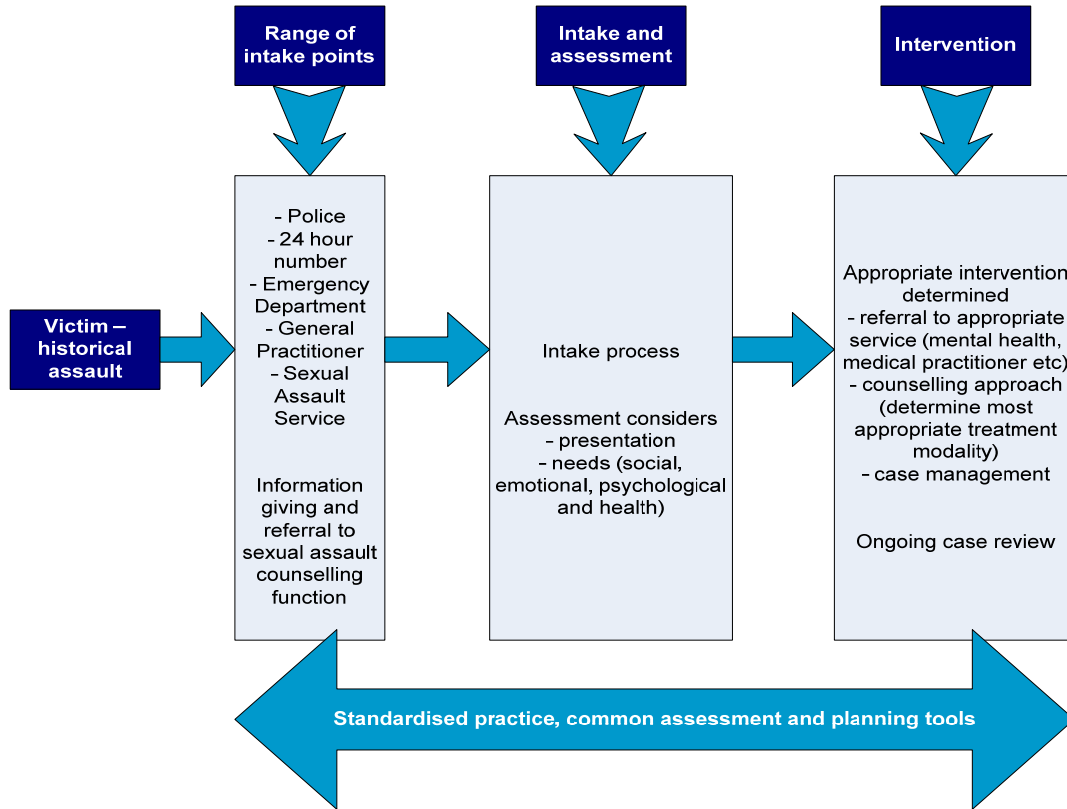 Range of
intake points
Intake and
assessment
Intervention
Victim –
historical
assault
- Police
- 24 hour
number
- Emergency
Department
- General
Practitioner
- Sexual
Assault
Service
Information
giving and
referral to
sexual assault
counselling
function
Intake process
Assessment considers
- presentation
- needs (social,
emotional, psychological
and health)
Appropriate intervention
determined
- referral to appropriate
service (mental health,
medical practitioner etc)
- counselling approach
(determine most
appropriate treatment
modality)
- case management
Ongoing case review
Standardised practice, common assessment and planning tools